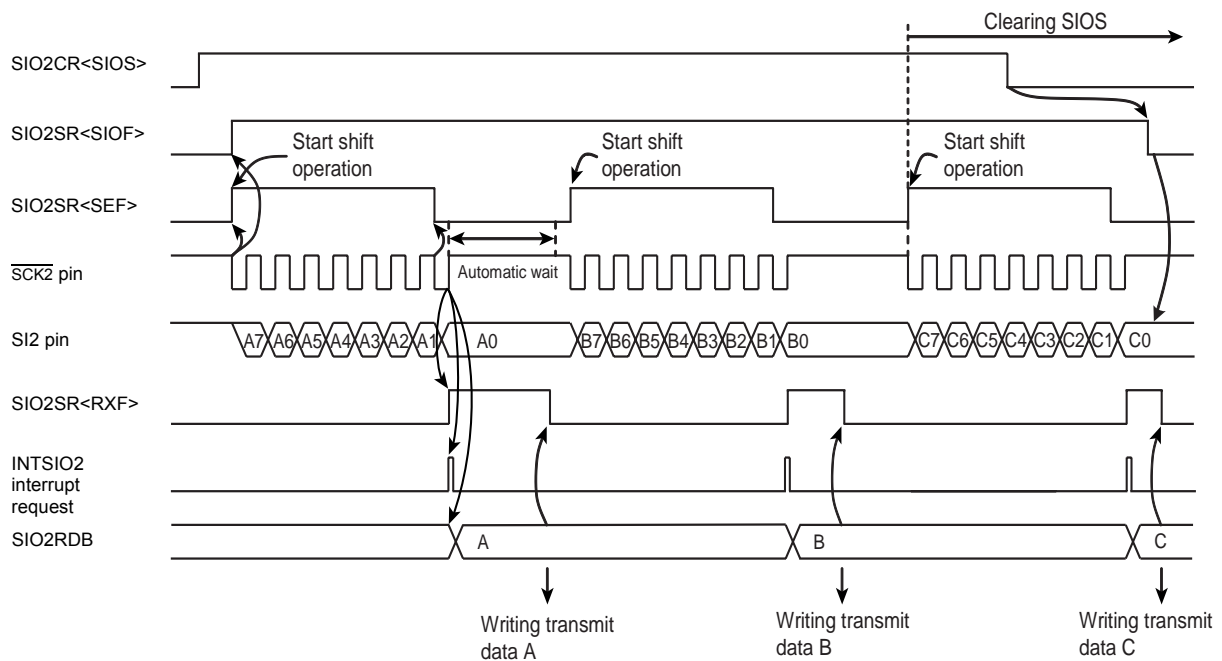 Clearing SIOS
SIO2CR<SIOS>
SIO2SR<SIOF>
Start shift
operation
Start shift
operation
Start shift
operation
SIO2SR<SEF>
SCK2 pin
Automatic wait
SI2 pin
A7 A6 A5 A4 A3 A2 A1 A0 B7 B6 B5 B4 B3 B2 B1 B0 C7 C6 C5 C4 C3 C2 C1 C0
SIO2SR<RXF>
INTSIO2
interrupt
request
SIO2RDB
A B C
Writing transmit
data A
Writing transmit
data B
Writing transmit
data C